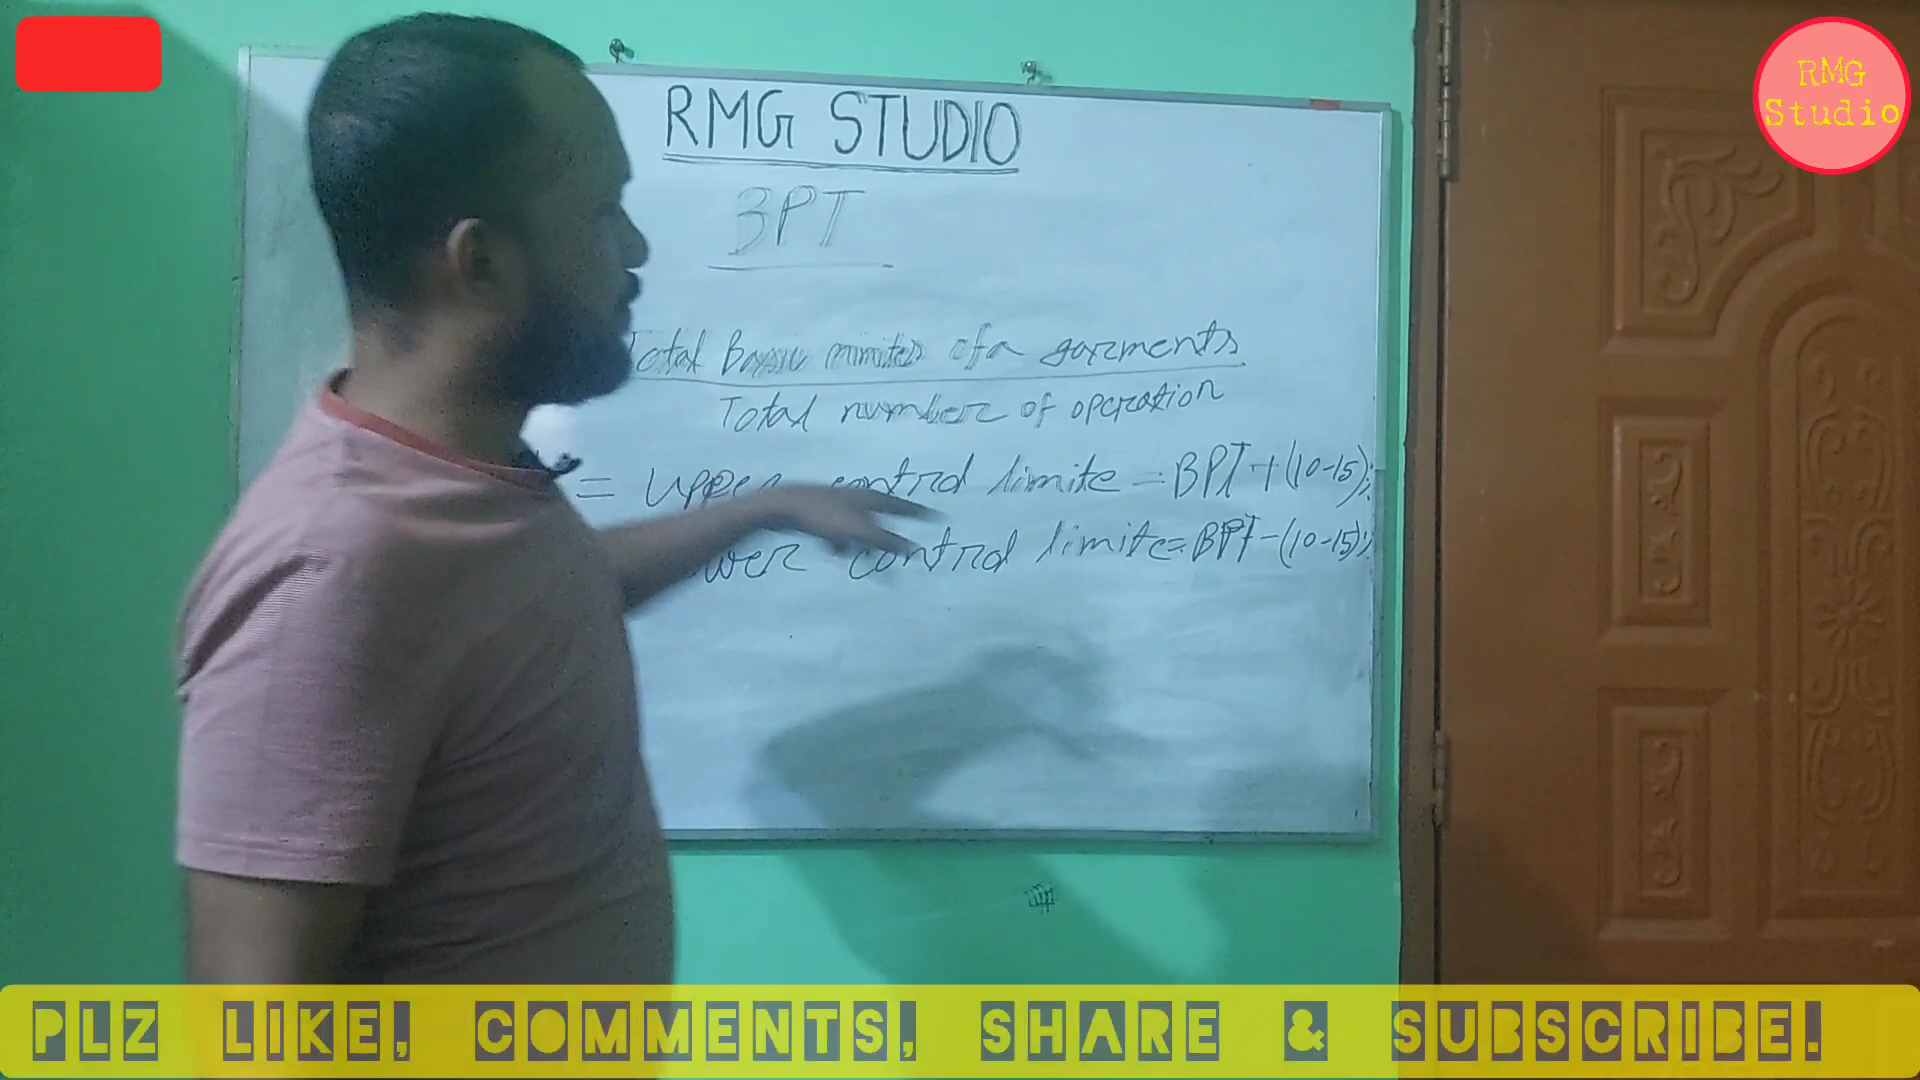 RMG
Studio
RMG STUDIO
BPT
Total Basic minites of a garments
Total number of operation
= Upper control limite = BPT + (10-15)%
control limite = BPT - (10-15)%
PLZ LIKE, COMMENTS, SHARE & SUBSCRIBE!